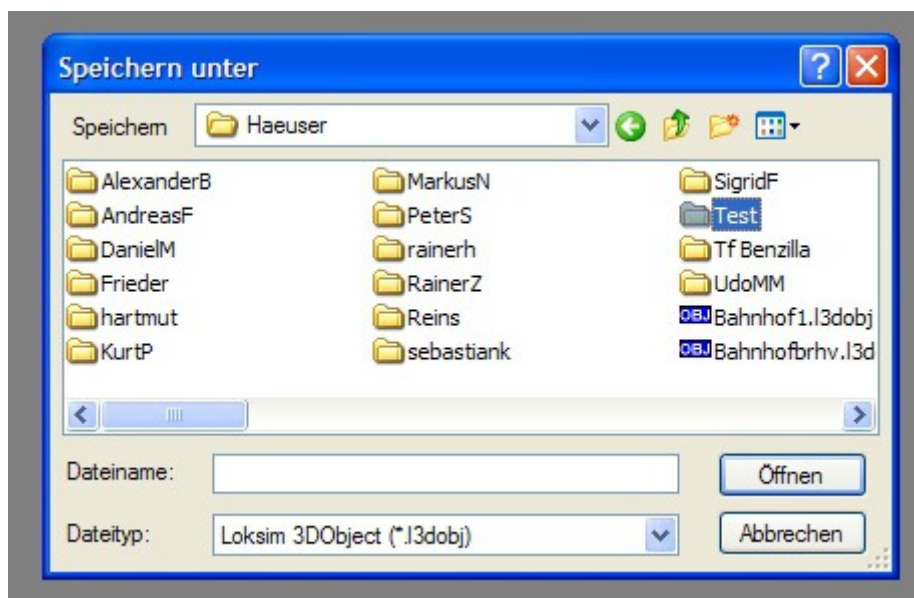 Speichern unter
Speichern Haeuser
AlexanderB MarkusN SigridF
AndreasF PeterS Test
DanielM rainerh Tf Benzilla
Frieder RainerZ UdoMM
hartmut Reins OBJ Bahnhof1.l3dobj
KurtP sebastiank OBJ Bahnhofbrhv.l3d
Dateiname: Öffnen
Dateityp: Loksim 3DObject (*.l3dobj) Abbrechen